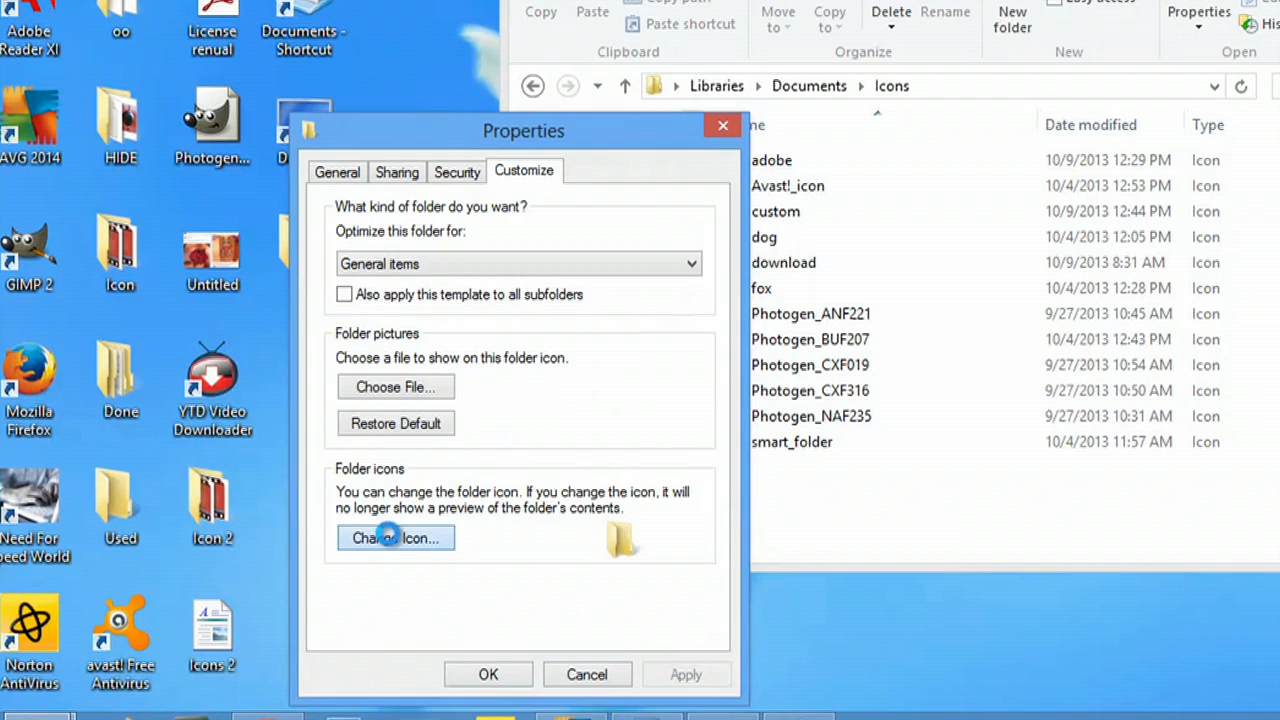 Adobe
Reader XI
oo
License
renual
Documents -
Shortcut
AVG 2014
HIDE
Photogen...
GIMP 2
Icon
Untitled
Mozilla
Firefox
Done
YTD Video
Downloader
Need For
Speed World
Used
Icon 2
Norton
AntiVirus
avast! Free
Antivirus
Icons 2
Copy
Paste
Paste shortcut
Clipboard
Move
to
Copy
to
Delete
Rename
Organize
New
folder
Easy access
New
Properties
Open
Libraries
Documents
Icons
Date modified
Type
adobe 10/9/2013 12:29 PM Icon
Avast!_icon 10/4/2013 12:53 PM Icon
custom 10/9/2013 12:44 PM Icon
dog 10/4/2013 12:05 PM Icon
download 10/9/2013 8:31 AM Icon
fox 10/4/2013 12:28 PM Icon
Photogen_ANF221 9/27/2013 10:45 AM Icon
Photogen_BUF207 10/4/2013 12:43 PM Icon
Photogen_CXF019 9/27/2013 10:54 AM Icon
Photogen_CXF316 9/27/2013 10:50 AM Icon
Photogen_NAF235 9/27/2013 10:31 AM Icon
smart_folder 10/4/2013 11:57 AM Icon
Properties
General
Sharing
Security
Customize
What kind of folder do you want?
Optimize this folder for:
General items
Also apply this template to all subfolders
Folder pictures
Choose a file to show on this folder icon.
Choose File...
Restore Default
Folder icons
You can change the folder icon. If you change the icon, it will
no longer show a preview of the folder's contents.
Change Icon...
OK
Cancel
Apply